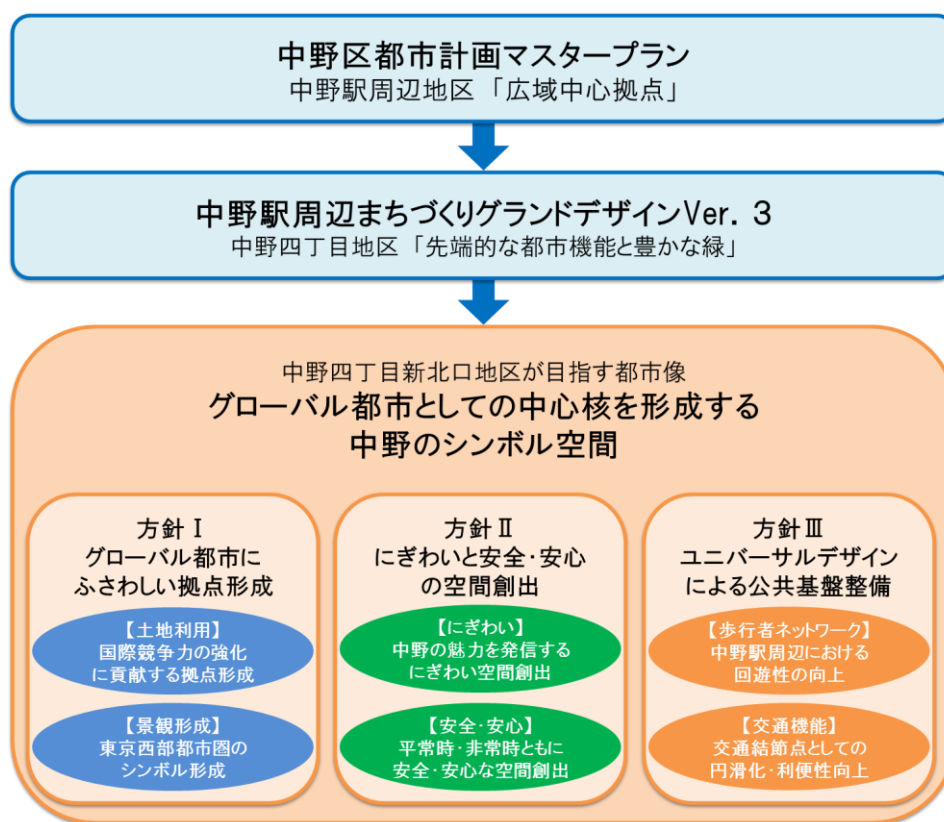 中野区都市計画マスタープラン
中野駅周辺地区 「広域中心拠点」
中野駅周辺まちづくりグランドデザインVer. 3
中野四丁目地区 「先端的な都市機能と豊かな緑」
中野四丁目新北口地区が目指す都市像
グローバル都市としての中心核を形成する
中野のシンボル空間
方針Ⅰ
グローバル都市に
ふさわしい拠点形成
【土地利用】
国際競争力の強化
に貢献する拠点形成
【景観形成】
東京西部都市圏の
シンボル形成
方針Ⅱ
にぎわいと安全・安心
の空間創出
【にぎわい】
中野の魅力を発信する
にぎわい空間創出
【安全・安心】
平常時・非常時ともに
安全・安心な空間創出
方針Ⅲ
ユニバーサルデザイン
による公共基盤整備
【歩行者ネットワーク】
中野駅周辺における
回遊性の向上
【交通機能】
交通結節点としての
円滑化・利便性向上